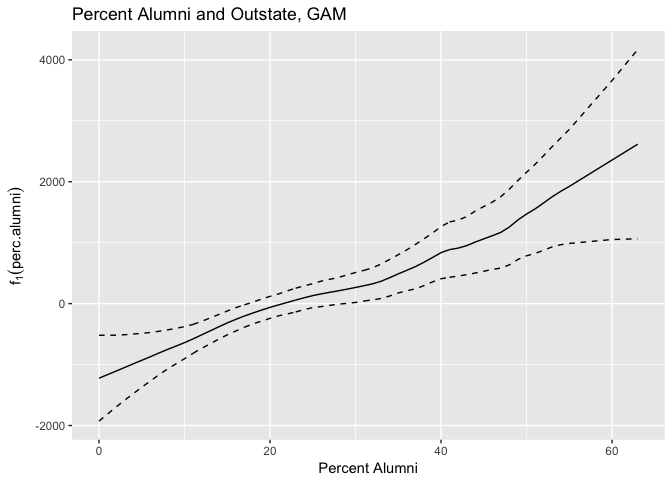 Percent Alumni and Outstate, GAM
4000
2000
0
-2000
f₁(perc.alumni)
0 20 40 60
Percent Alumni